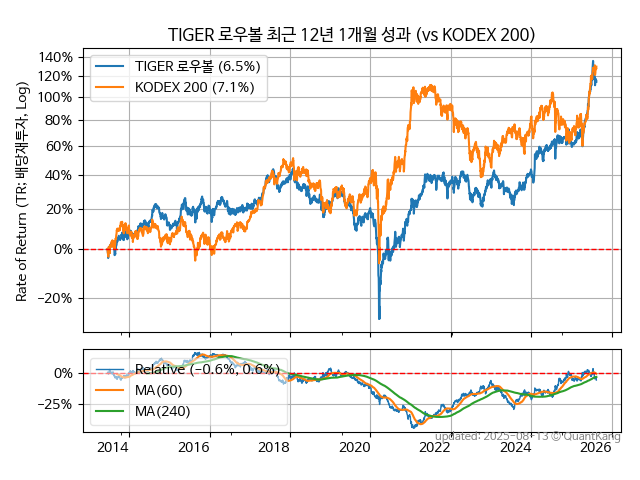 TIGER 로우볼 최근 12년 1개월 성과 (vs KODEX 200)
Rate of Return (TR: 배당재투자, Log)
140%
120%
100%
80%
60%
40%
20%
0%
−20%
TIGER 로우볼 (6.5%)
KODEX 200 (7.1%)
0%
−25%
Relative (−0.6%, 0.6%)
MA(60)
MA(240)
2014 2016 2018 2020 2022 2024 2026
updated: 2025-08-13 © QuantKang